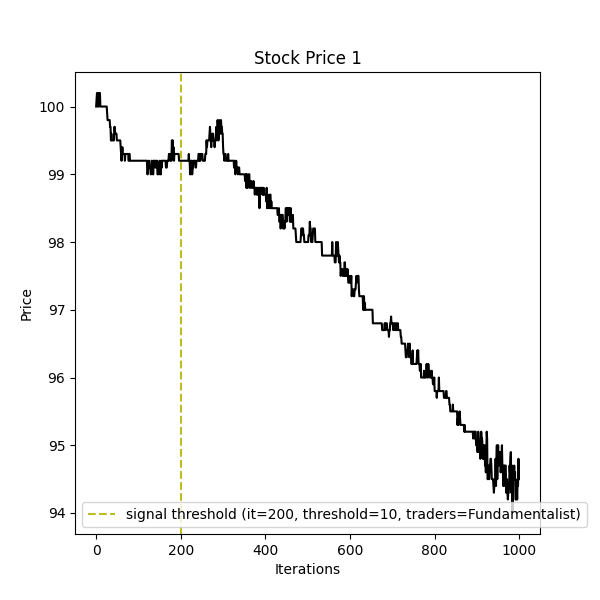 Stock Price 1
Price
100
99
98
97
96
95
94
signal threshold (it=200, threshold=10, traders=Fundamentalist)
0 200 400 600 800 1000
Iterations